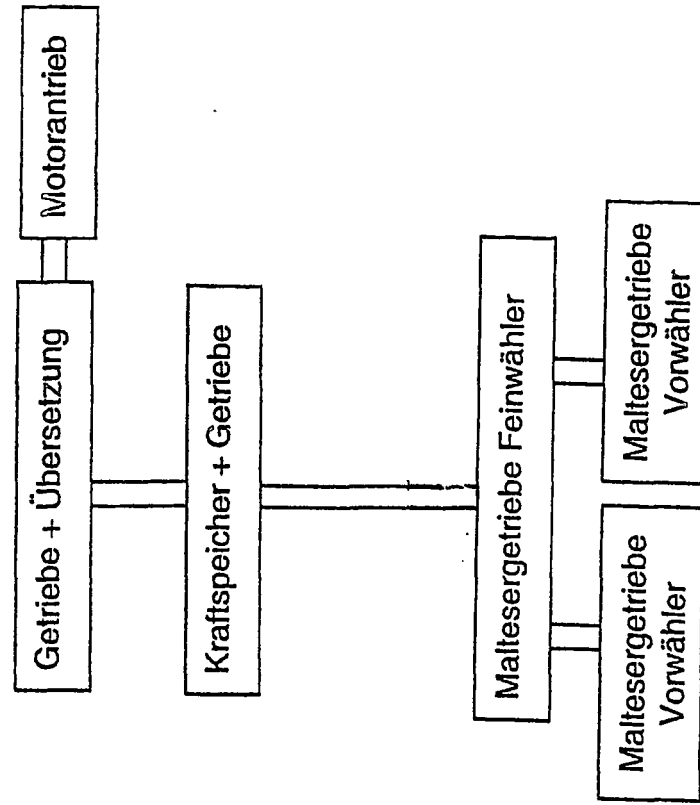 Motorantrieb
Getriebe + Übersetzung
Kraftspeicher + Getriebe
Maltesergetriebe Feinwähler
Maltesergetriebe
Vorwähler
Maltesergetriebe
Vorwähler